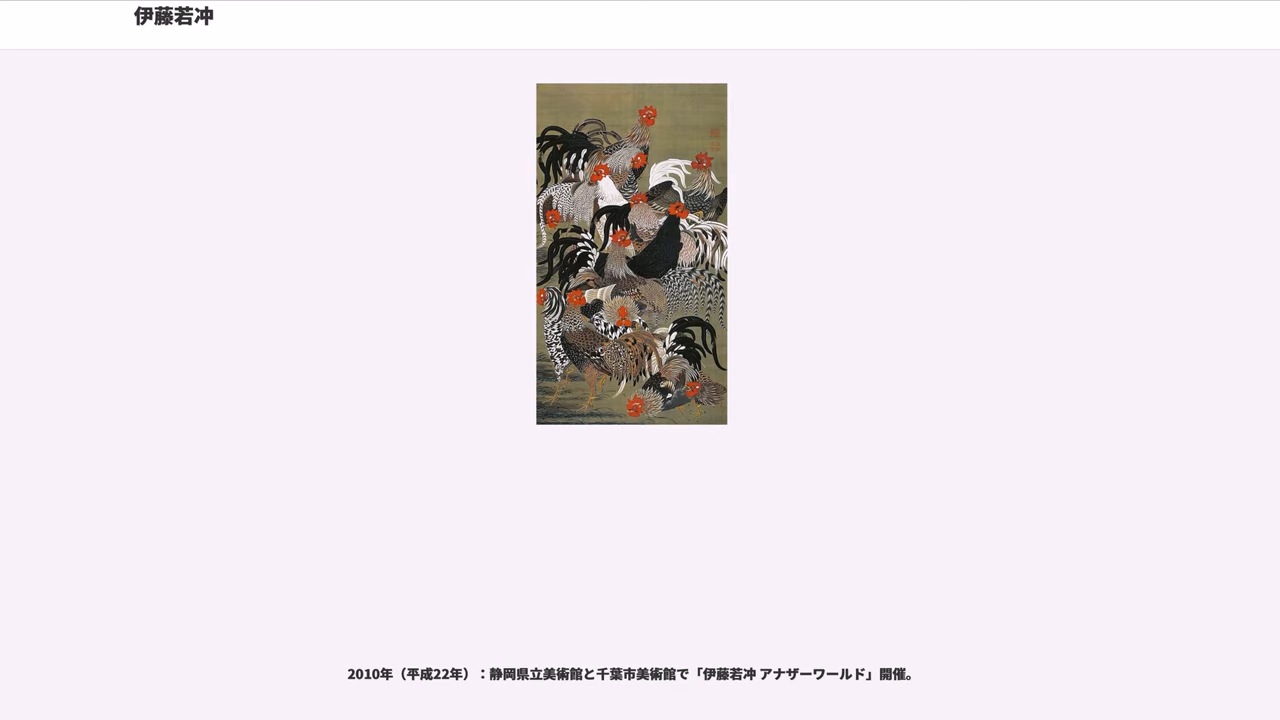 伊藤若冲
2010年（平成22年）：静岡県立美術館と千葉市美術館で「伊藤若冲 アナザーワールド」開催。